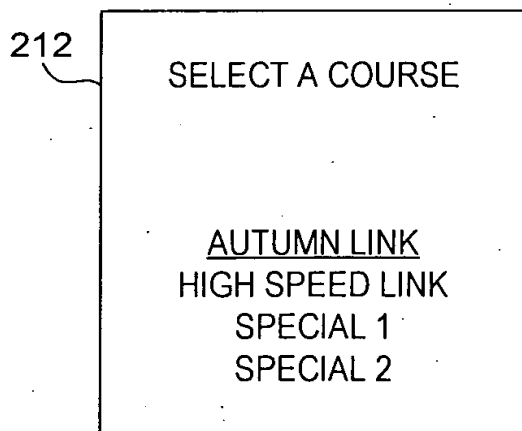 212
SELECT A COURSE
AUTUMN LINK
HIGH SPEED LINK
SPECIAL 1
SPECIAL 2